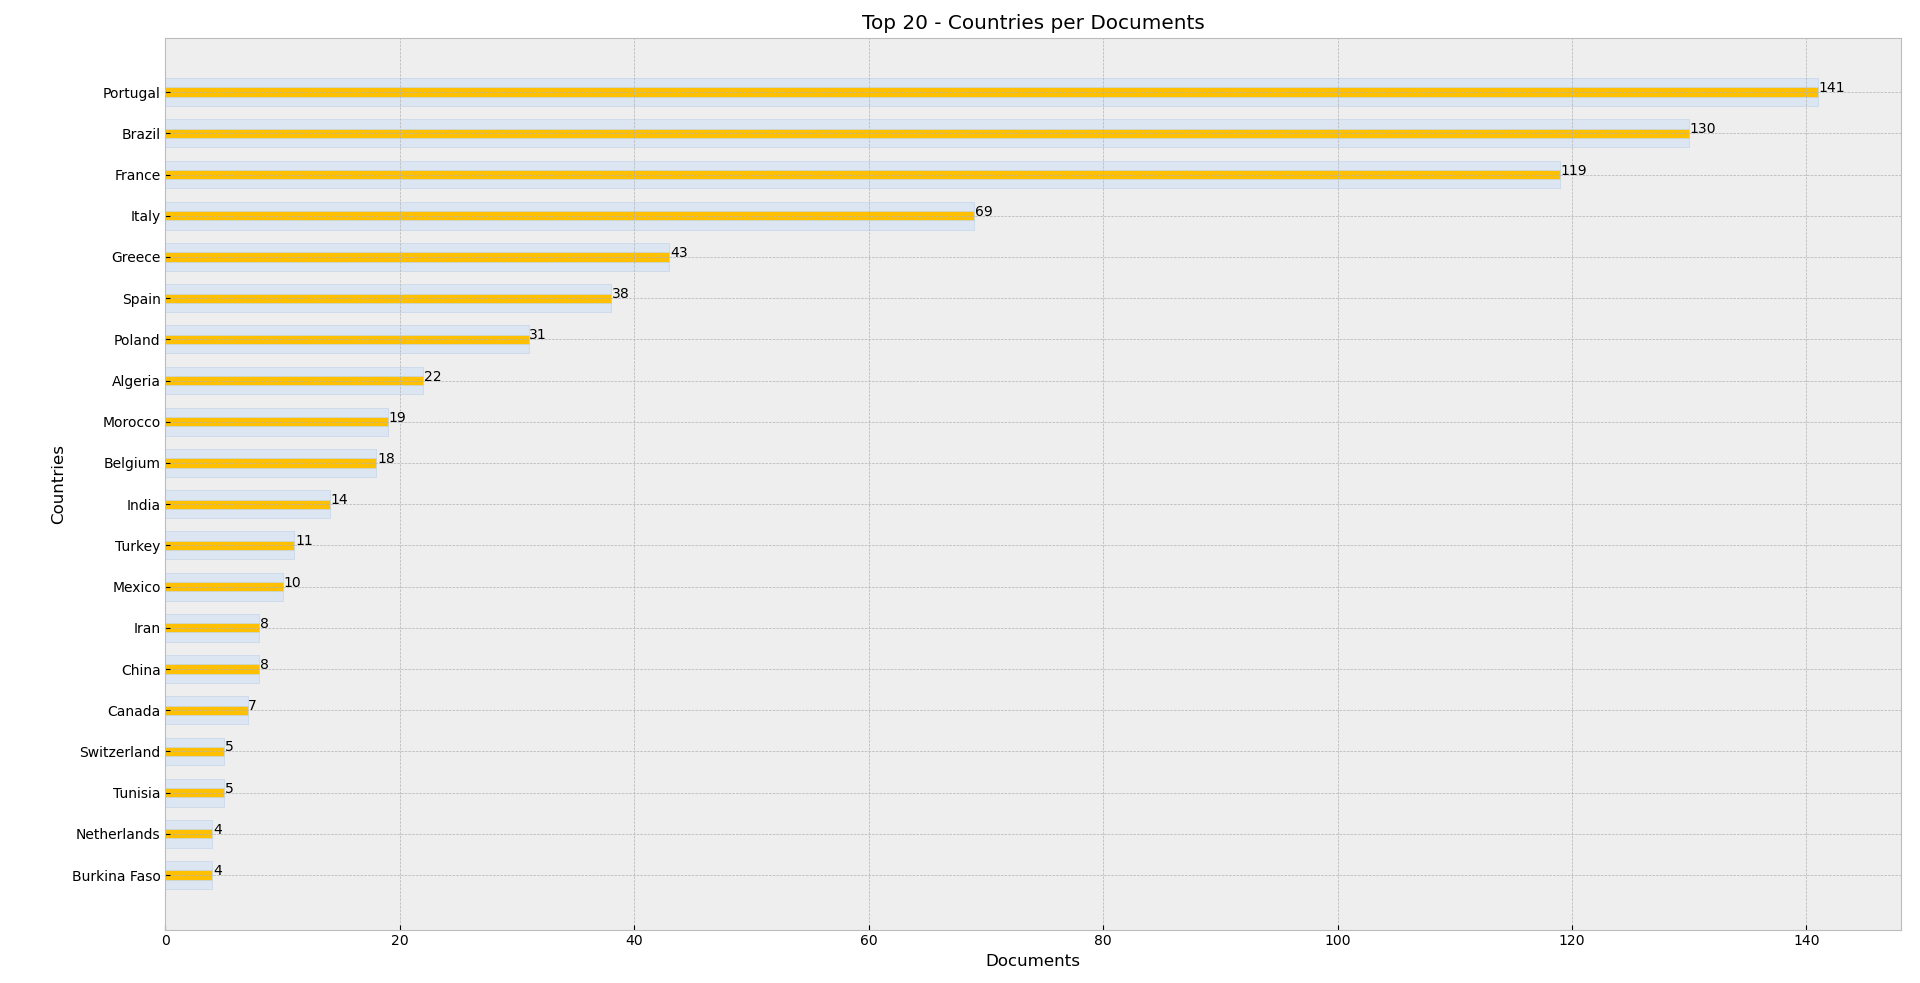 Top 20 - Countries per Documents
Portugal 141
Brazil 130
France 119
Italy 69
Greece 43
Spain 38
Poland 31
Algeria 22
Morocco 19
Belgium 18
India 14
Turkey 11
Mexico 10
Iran 8
China 8
Canada 7
Switzerland 5
Tunisia 5
Netherlands 4
Burkina Faso 4
Countries
0 20 40 60 80 100 120 140
Documents